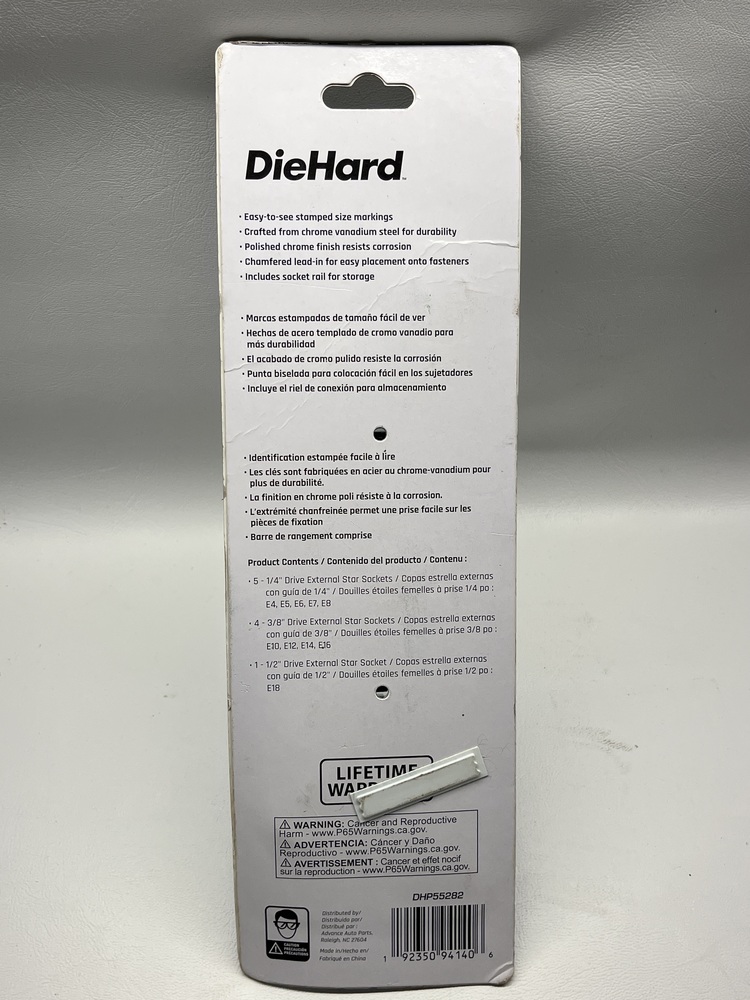 DieHard
• Easy-to-see stamped size markings
• Crafted from chrome vanadium steel for durability
• Polished chrome finish resists corrosion
• Chamfered lead-in for easy placement onto fasteners
• Includes socket rail for storage
• Marcas estampadas de tamaño fácil de ver
• Hechas de acero templado de cromo vanadio para
más durabilidad
• El acabado de cromo pulido resiste la corrosión
• Punta biselada para colocación fácil en los sujetadores
• Incluye el riel de conexión para almacenamiento
• Identification estampée facile à lire
• Les clés sont fabriquées en acier au chrome-vanadium pour
plus de durabilité.
• La finition en chrome poli résiste à la corrosion.
• L'extrémité chanfreinée permet une prise facile sur les
pièces de fixation
• Barre de rangement comprise
Product Contents / Contenido del producto / Contenu :
• 5 - 1/4" Drive External Star Sockets / Copas estrella externas
con guía de 1/4" / Douilles étoiles femelles à prise 1/4 po :
E4, E5, E6, E7, E8
• 4 - 3/8" Drive External Star Sockets / Copas estrella externas
con guía de 3/8" / Douilles étoiles femelles à prise 3/8 po :
E10, E12, E14, E16
• 1 - 1/2" Drive External Star Socket / Copas estrella externas
con guía de 1/2" / Douilles étoiles femelles à prise 1/2 po :
E18
LIFETIME
⚠ WARNING: Cancer and Reproductive
Harm - www.P65Warnings.ca.gov.
⚠ ADVERTENCIA: Cáncer y Daño
Reproductivo - www.P65Warnings.ca.gov.
⚠ AVERTISSEMENT : Cancer et effet nocif
sur la reproduction - www.P65Warnings.ca.gov.
DHP55282
CAUTION
PRECAUCIÓN
PRÉCAUTIONS
Distributed by/
Distribuido por/
Distribué par :
Advance Auto Parts,
Raleigh, NC 27604
Made in/Hecho en/
Fabriqué en China
1 92350 94140 6